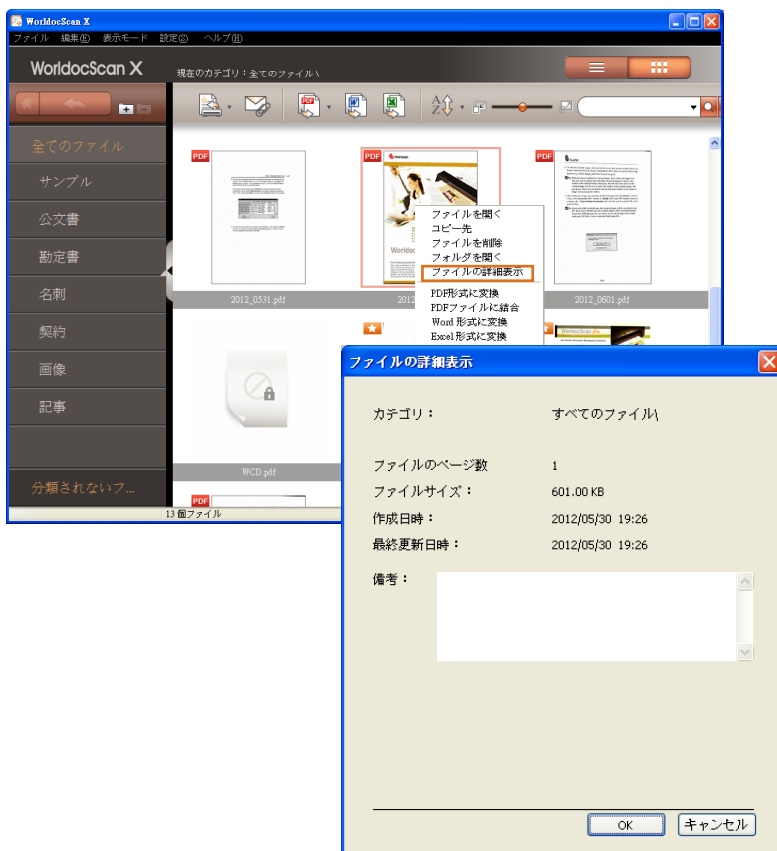 WorldocScan X
ファイル 編集(E) 表示モード 設定(S) ヘルプ(H)
WorldocScan X
現在のカテゴリ：全てのファイル\
全てのファイル
サンプル
公文書
勘定書
名刺
契約
画像
記事
分類されないフ...
PDF
PDF
PDF
PDF
2012_0531.pdf
2012
2012_0601.pdf
ファイルを開く
コピー先
ファイルを削除
フォルダを開く
ファイルの詳細表示
PDF形式に変換
PDFファイルに結合
Word 形式に変換
Excel 形式に変換
WCD.pdf
PDF
13 個ファイル
ファイルの詳細表示
カテゴリ： すべてのファイル\
ファイルのページ数 1
ファイルサイズ： 601.00 KB
作成日時： 2012/05/30 19:26
最終更新日時： 2012/05/30 19:26
備考：
OK キャンセル